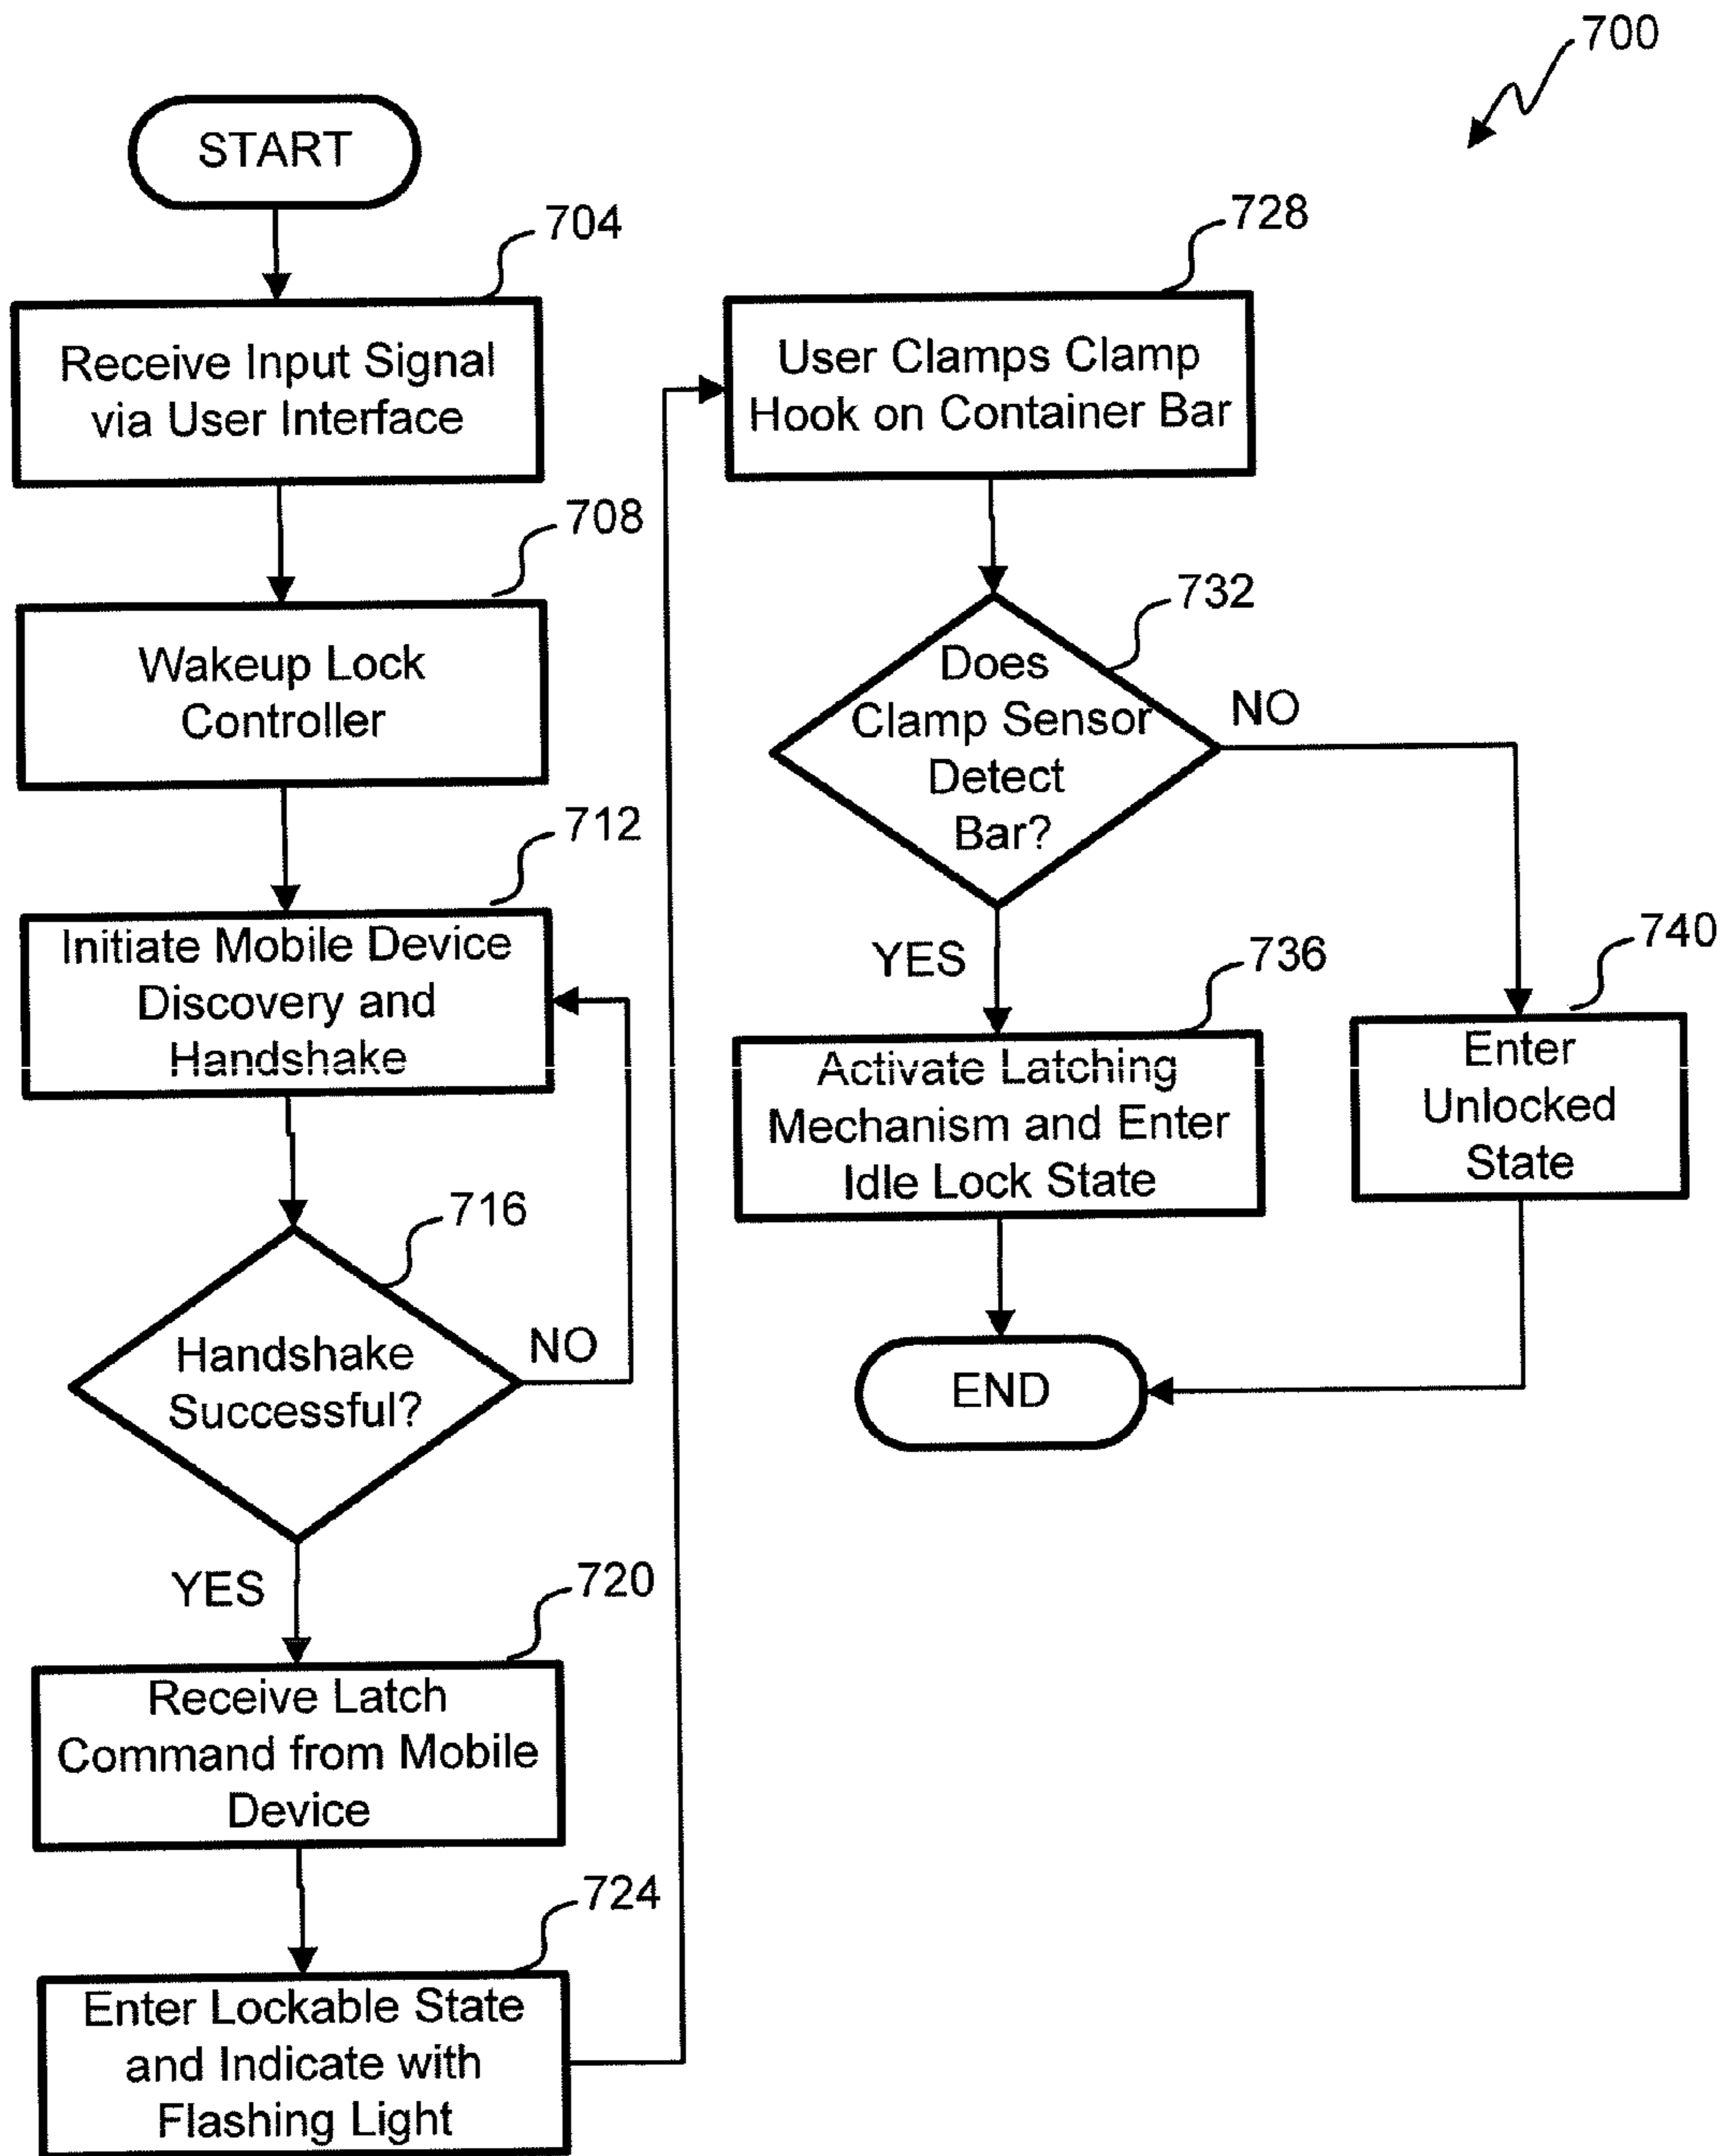 700
START
704
Receive Input Signal
via User Interface
708
Wakeup Lock
Controller
712
Initiate Mobile Device
Discovery and
Handshake
716
Handshake
Successful?
NO
YES
720
Receive Latch
Command from Mobile
Device
724
Enter Lockable State
and Indicate with
Flashing Light
728
User Clamps Clamp
Hook on Container Bar
732
Does
Clamp Sensor
Detect
Bar?
NO
YES
736
Activate Latching
Mechanism and Enter
Idle Lock State
740
Enter
Unlocked
State
END